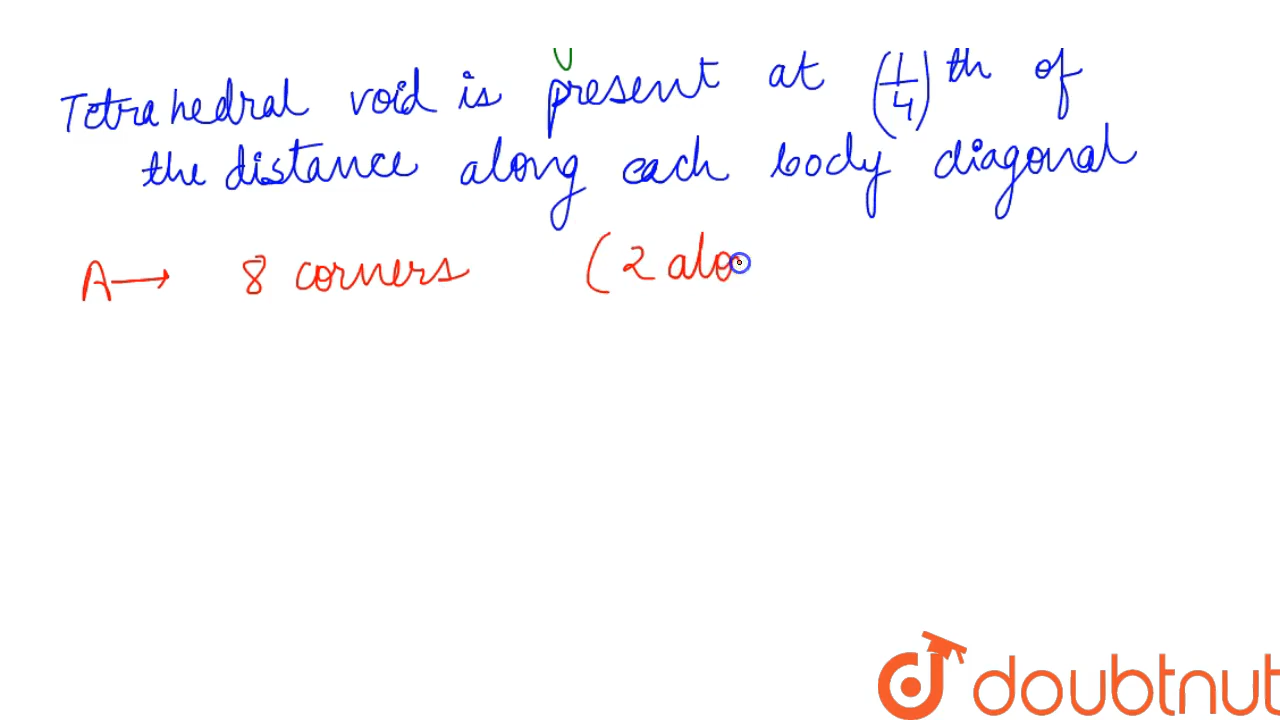 Tetrahedral void is present at (1/4)th of
the distance along each body diagonal
A → 8 corners (2 alo
doubtnut